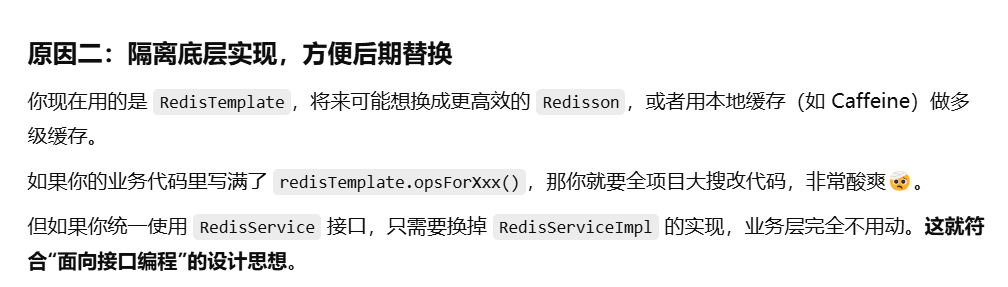 原因二：隔离底层实现，方便后期替换
你现在用的是 RedisTemplate，将来可能想换成更高效的 Redisson，或者用本地缓存（如 Caffeine）做多
级缓存。
如果你的业务代码里写满了 redisTemplate.opsForXxx()，那你就要全项目大搜改代码，非常酸爽🤕。
但如果你统一使用 RedisService 接口，只需要换掉 RedisServiceImpl 的实现，业务层完全不用动。这就符
合“面向接口编程”的设计思想。